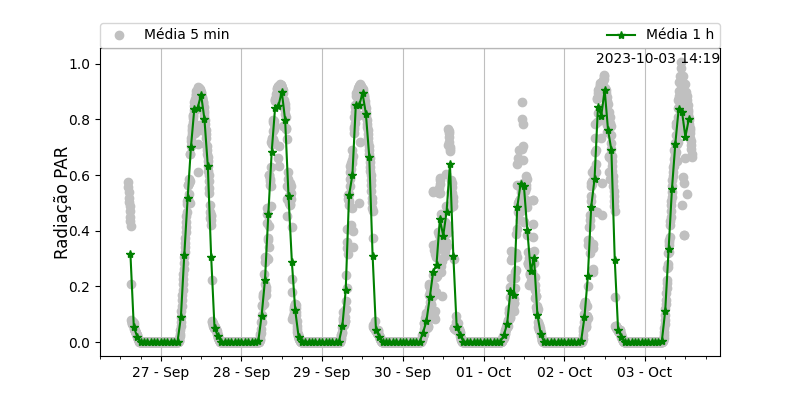 Média 5 min
Média 1 h
2023-10-03 14:19
1.0
0.8
0.6
0.4
0.2
0.0
Radiação PAR
27 - Sep
28 - Sep
29 - Sep
30 - Sep
01 - Oct
02 - Oct
03 - Oct